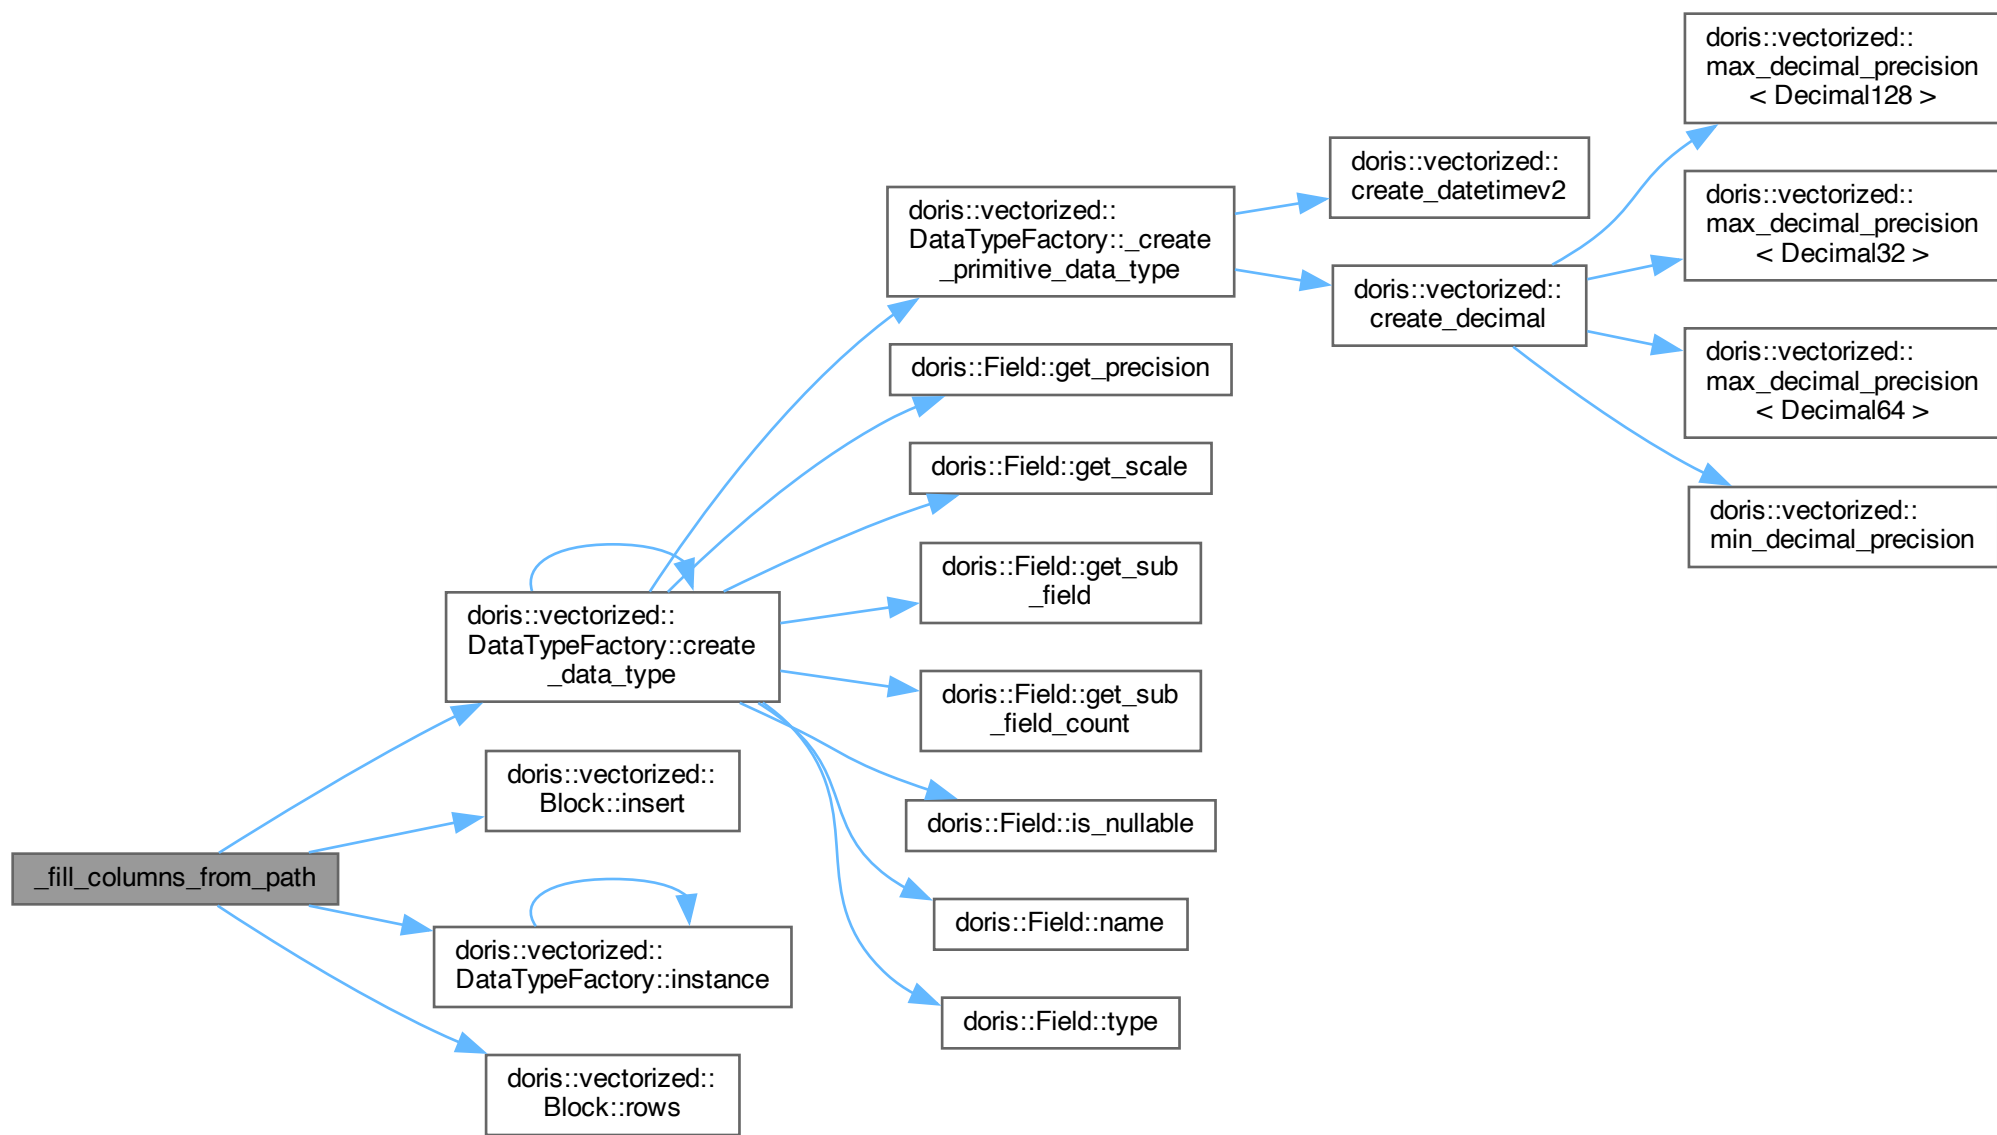 _fill_columns_from_path
doris::vectorized::
DataTypeFactory::create
_data_type
doris::vectorized::
Block::insert
doris::vectorized::
DataTypeFactory::instance
doris::vectorized::
Block::rows
doris::vectorized::
DataTypeFactory::_create
_primitive_data_type
doris::Field::get_precision
doris::Field::get_scale
doris::Field::get_sub
_field
doris::Field::get_sub
_field_count
doris::Field::is_nullable
doris::Field::name
doris::Field::type
doris::vectorized::
create_datetimev2
doris::vectorized::
create_decimal
doris::vectorized::
max_decimal_precision
< Decimal128 >
doris::vectorized::
max_decimal_precision
< Decimal32 >
doris::vectorized::
max_decimal_precision
< Decimal64 >
doris::vectorized::
min_decimal_precision